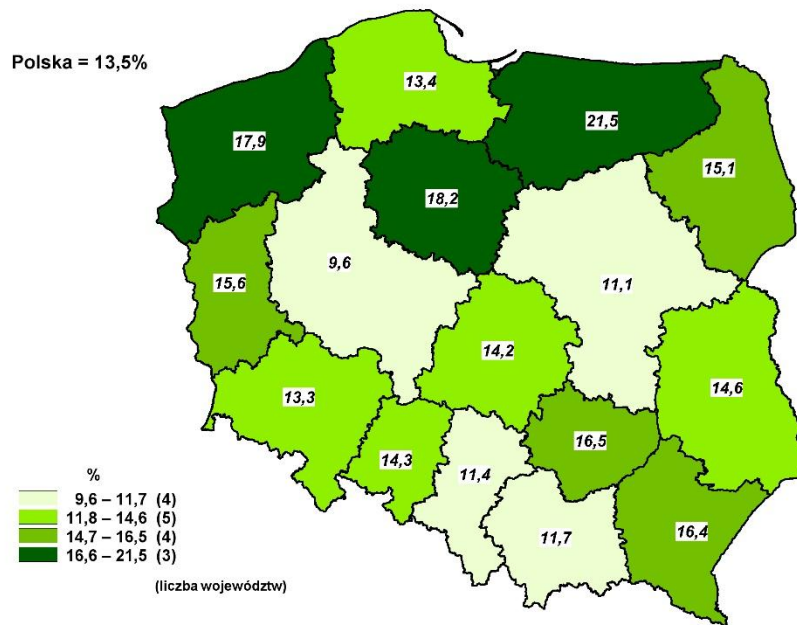 Polska = 13,5%
13,4
21,5
17,9
15,1
18,2
9,6
15,6
11,1
14,2
13,3
14,6
16,5
14,3
11,4
11,7
16,4
%
9,6 – 11,7 (4)
11,8 – 14,6 (5)
14,7 – 16,5 (4)
16,6 – 21,5 (3)
(liczba województw)